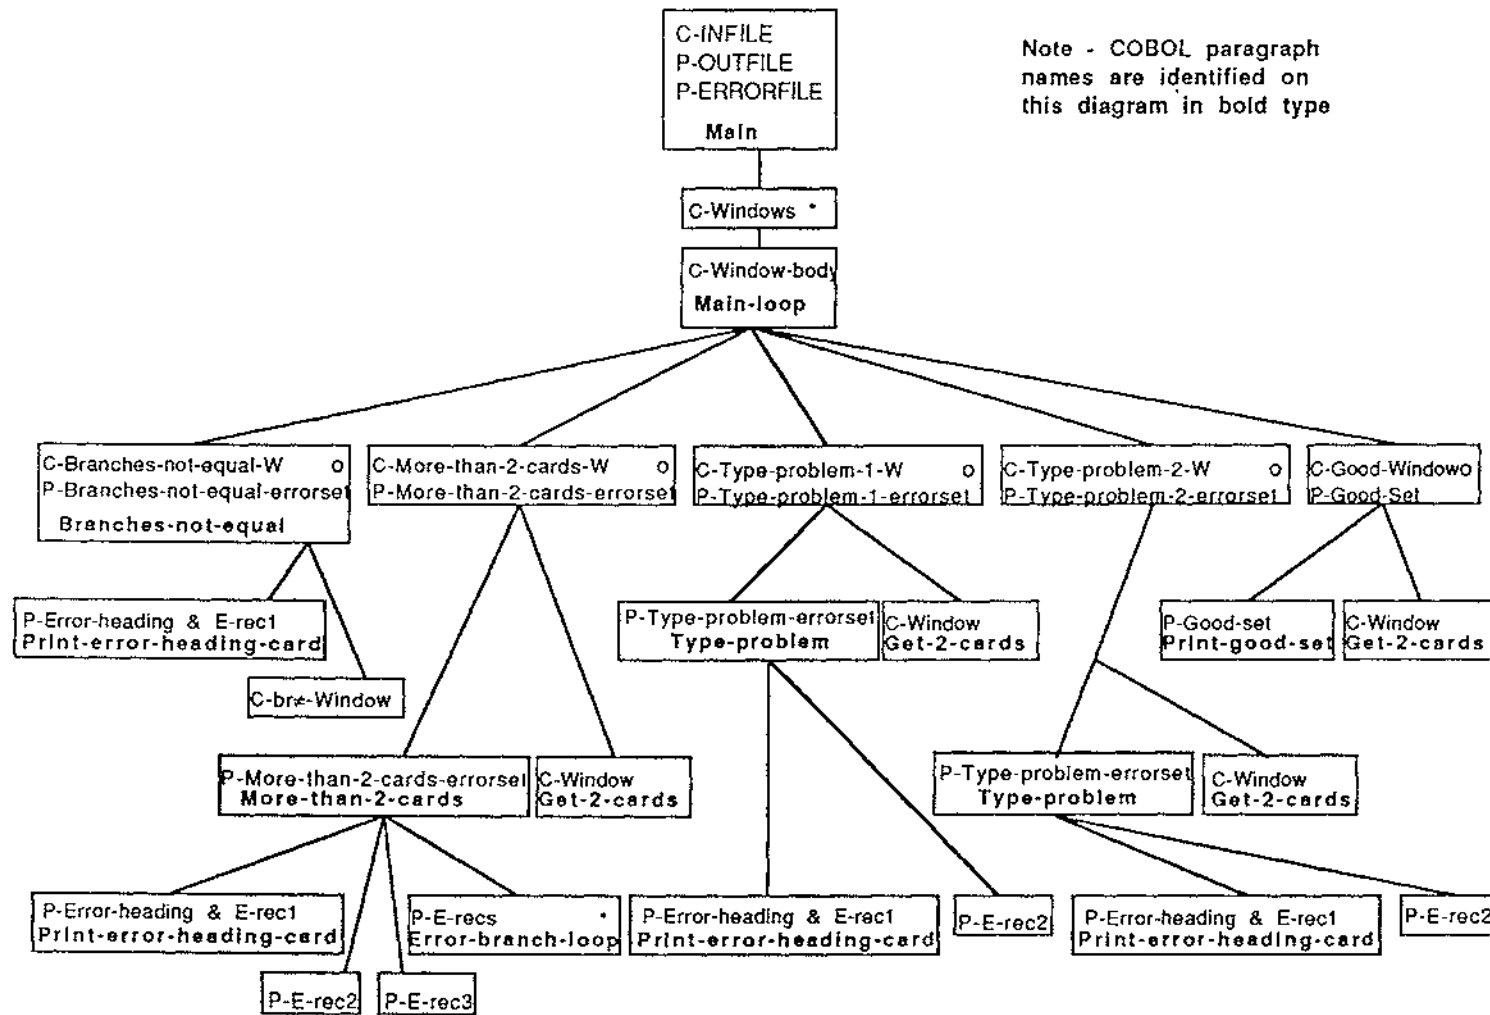 C-INFILE
P-OUTFILE
P-ERRORFILE
Main
Note - COBOL paragraph
names are identified on
this diagram in bold type
C-Windows *
C-Window-body
Main-loop
C-Branches-not-equal-W o
P-Branches-not-equal-errorset
Branches-not-equal
C-More-than-2-cards-W o
P-More-than-2-cards-errorset
C-Type-problem-1-W o
P-Type-problem-1-errorset
C-Type-problem-2-W o
P-Type-problem-2-errorset
C-Good-Window o
P-Good-Set
P-Error-heading & E-rec1
Print-error-heading-card
P-Type-problem-errorset
Type-problem
C-Window
Get-2-cards
P-Good-set
Print-good-set
C-Window
Get-2-cards
C-br≠-Window
P-More-than-2-cards-errorset
More-than-2-cards
C-Window
Get-2-cards
P-Type-problem-errorset
Type-problem
C-Window
Get-2-cards
P-Error-heading & E-rec1
Print-error-heading-card
P-E-recs *
Error-branch-loop
P-Error-heading & E-rec1
Print-error-heading-card
P-E-rec2
P-Error-heading & E-rec1
Print-error-heading-card
P-E-rec2
P-E-rec2
P-E-rec3